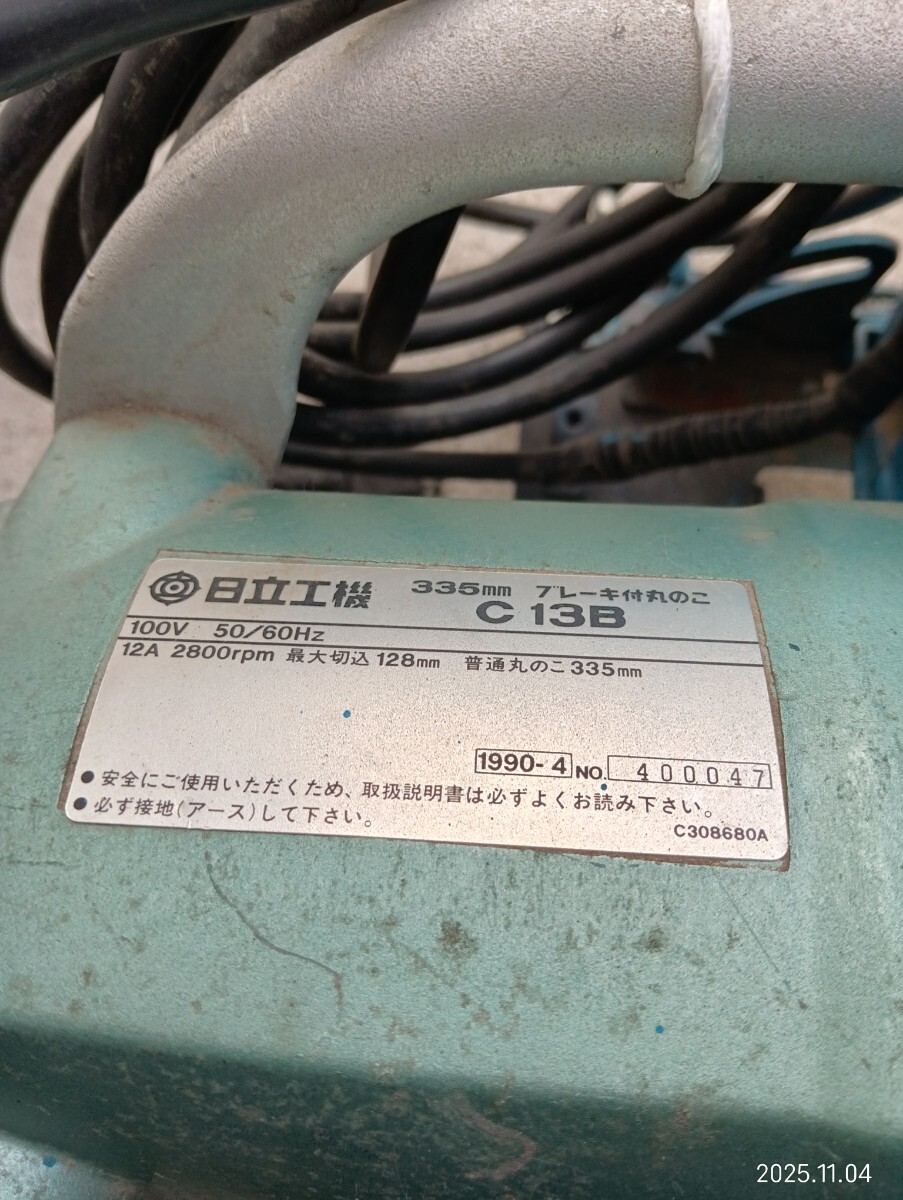 日立工機 335mm ブレーキ付丸のこ
C 13B
100V 50/60Hz
12A 2800rpm 最大切込 128mm 普通丸のこ 335mm
1990-4 NO. 400047
● 安全にご使用いただくため、取扱説明書は必ずよくお読み下さい。
● 必ず接地(アース)して下さい。
C308680A
2025.11.04